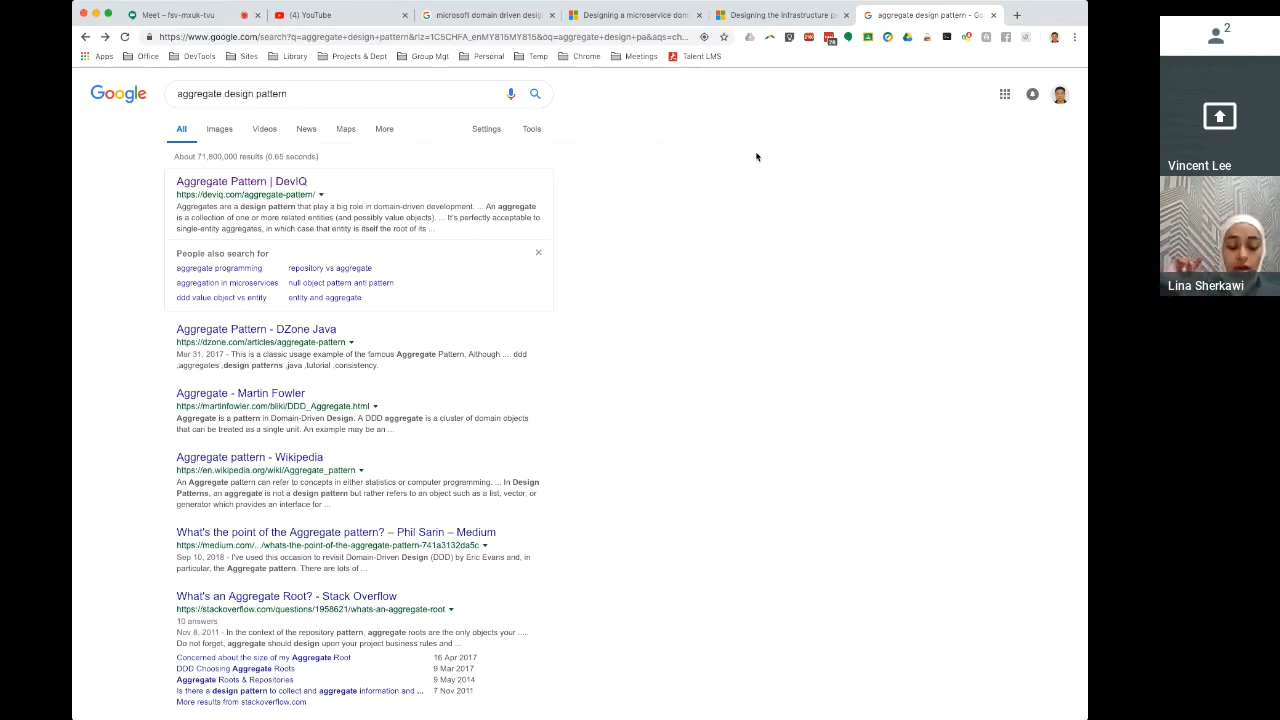 Meet – fsv-mxuk-tvu
(4) YouTube
microsoft domain driven design
Designing a microservice dom
Designing the infrastructure pe
aggregate design pattern - Go
https://www.google.com/search?q=aggregate+design+pattern&rlz=1C5CHFA_enMY815MY815&oq=aggregate+design+pa&aqs=ch...
Apps
Office
DevTools
Sites
Library
Projects & Dept
Group Mgt
Personal
Temp
Chrome
Meetings
Talent LMS
Google
aggregate design pattern
All
Images
Videos
News
Maps
More
Settings
Tools
About 71,800,000 results (0.65 seconds)
Aggregate Pattern | DevIQ
https://deviq.com/aggregate-pattern/
Aggregates are a design pattern that play a big role in domain-driven development. ... An aggregate
is a collection of one or more related entities (and possibly value objects). ... It's perfectly acceptable to
single-entity aggregates, in which case that entity is itself the root of its ...
People also search for
aggregate programming
repository vs aggregate
aggregation in microservices
null object pattern anti pattern
ddd value object vs entity
entity and aggregate
Aggregate Pattern - DZone Java
https://dzone.com/articles/aggregate-pattern
Mar 31, 2017 - This is a classic usage example of the famous Aggregate Pattern. Although .... ddd
,aggregates ,design patterns ,java ,tutorial ,consistency.
Aggregate - Martin Fowler
https://martinfowler.com/bliki/DDD_Aggregate.html
Aggregate is a pattern in Domain-Driven Design. A DDD aggregate is a cluster of domain objects
that can be treated as a single unit. An example may be an ...
Aggregate pattern - Wikipedia
https://en.wikipedia.org/wiki/Aggregate_pattern
An Aggregate pattern can refer to concepts in either statistics or computer programming. ... In Design
Patterns, an aggregate is not a design pattern but rather refers to an object such as a list, vector, or
generator which provides an interface for ...
What's the point of the Aggregate pattern? – Phil Sarin – Medium
https://medium.com/.../whats-the-point-of-the-aggregate-pattern-741a3132da5c
Sep 10, 2018 - I've used this occasion to revisit Domain-Driven Design (DDD) by Eric Evans and, in
particular, the Aggregate pattern. There are lots of ...
What's an Aggregate Root? - Stack Overflow
https://stackoverflow.com/questions/1958621/whats-an-aggregate-root
10 answers
Nov 8, 2011 - In the context of the repository pattern, aggregate roots are the only objects your .....
Do not forget, aggregate should design upon your project business rules and ...
Concerned about the size of my Aggregate Root 16 Apr 2017
DDD Choosing Aggregate Roots 9 Mar 2017
Aggregate Roots & Repositories 9 May 2014
Is there a design pattern to collect and aggregate information and ... 7 Nov 2011
More results from stackoverflow.com
2
Vincent Lee
Lina Sherkawi